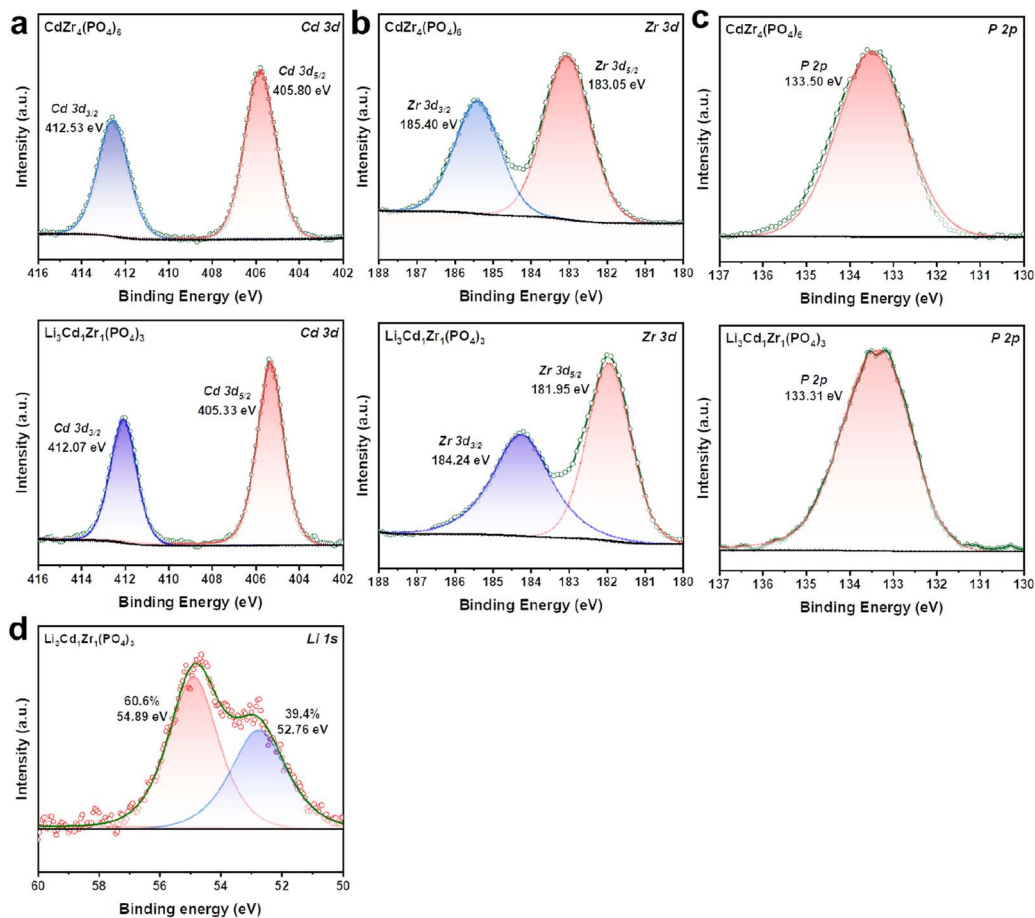 a
CdZr₄(PO₄)₆
Cd 3d
Cd 3d₅/₂
405.80 eV
Cd 3d₃/₂
412.53 eV
Intensity (a.u.)
416 414 412 410 408 406 404 402
Binding Energy (eV)
b
CdZr₄(PO₄)₆
Zr 3d
Zr 3d₅/₂
183.05 eV
Zr 3d₃/₂
185.40 eV
Intensity (a.u.)
188 187 186 185 184 183 182 181 180
Binding Energy (eV)
c
CdZr₄(PO₄)₆
P 2p
P 2p
133.50 eV
Intensity (a.u.)
137 136 135 134 133 132 131 130
Binding Energy (eV)
Li₃Cd₁Zr₁(PO₄)₃
Cd 3d
Cd 3d₅/₂
405.33 eV
Cd 3d₃/₂
412.07 eV
Intensity (a.u.)
416 414 412 410 408 406 404 402
Binding Energy (eV)
Li₃Cd₁Zr₁(PO₄)₃
Zr 3d
Zr 3d₅/₂
181.95 eV
Zr 3d₃/₂
184.24 eV
Intensity (a.u.)
188 187 186 185 184 183 182 181 180
Binding Energy (eV)
Li₃Cd₁Zr₁(PO₄)₃
P 2p
P 2p
133.31 eV
Intensity (a.u.)
137 136 135 134 133 132 131 130
Binding Energy (eV)
d
Li₃Cd₁Zr₁(PO₄)₃
Li 1s
60.6%
54.89 eV
39.4%
52.76 eV
Intensity (a.u.)
60 58 56 54 52 50
Binding energy (eV)